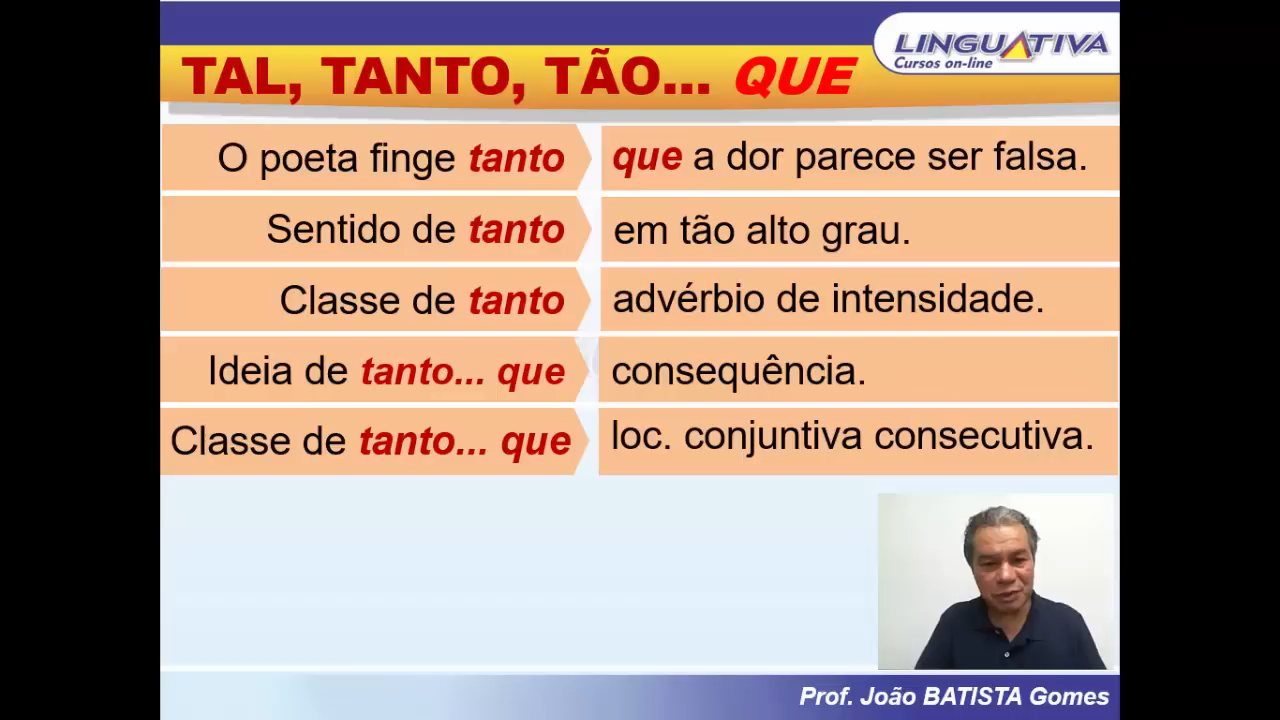 LINGUATIVA
Cursos on-line
TAL, TANTO, TÃO... QUE
O poeta finge tanto que a dor parece ser falsa.
Sentido de tanto em tão alto grau.
Classe de tanto advérbio de intensidade.
Ideia de tanto... que consequência.
Classe de tanto... que loc. conjuntiva consecutiva.
Prof. João BATISTA Gomes